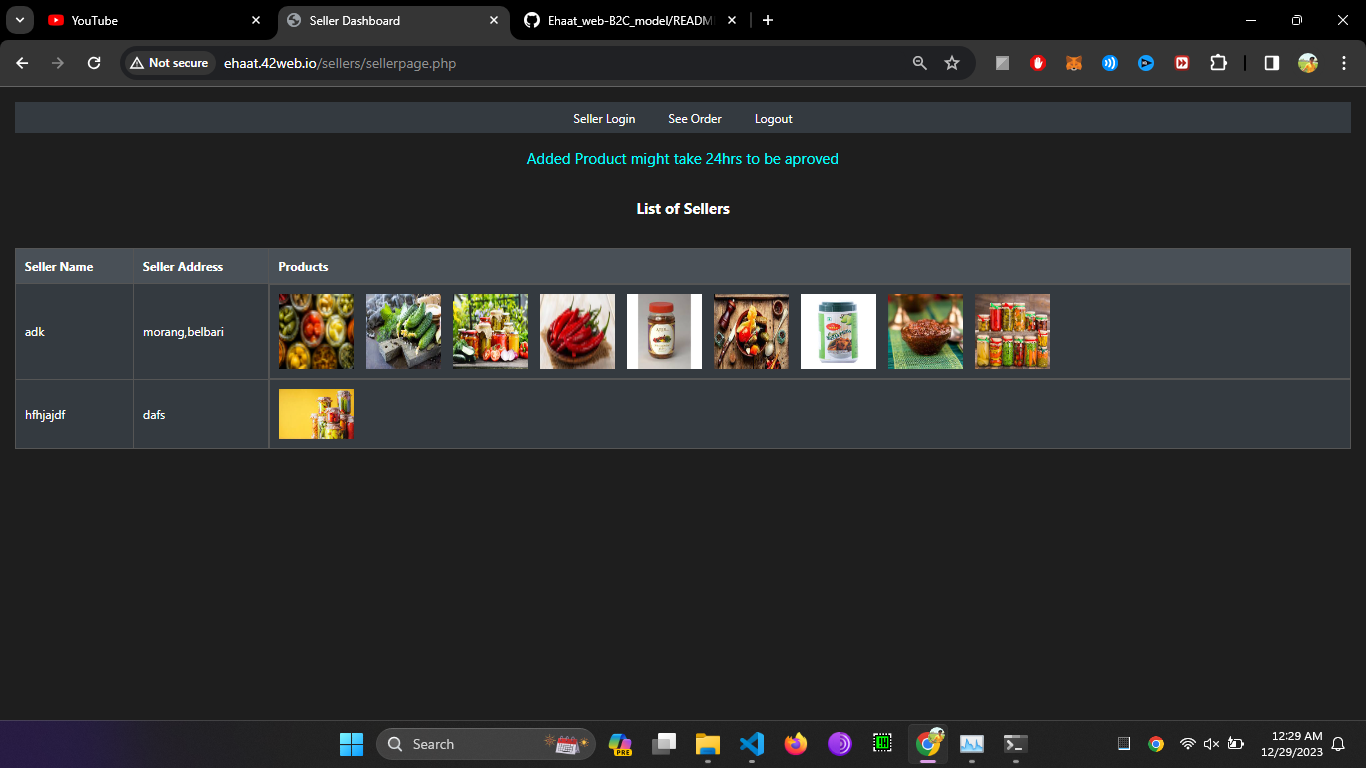 YouTube
Seller Dashboard
Ehaat_web-B2C_model/READM
Not secure
ehaat.42web.io/sellers/sellerpage.php
Seller Login See Order Logout
Added Product might take 24hrs to be aproved
List of Sellers
Seller Name Seller Address Products
adk morang,belbari
hfhjajdf dafs
Search
PRE
12:29 AM
12/29/2023